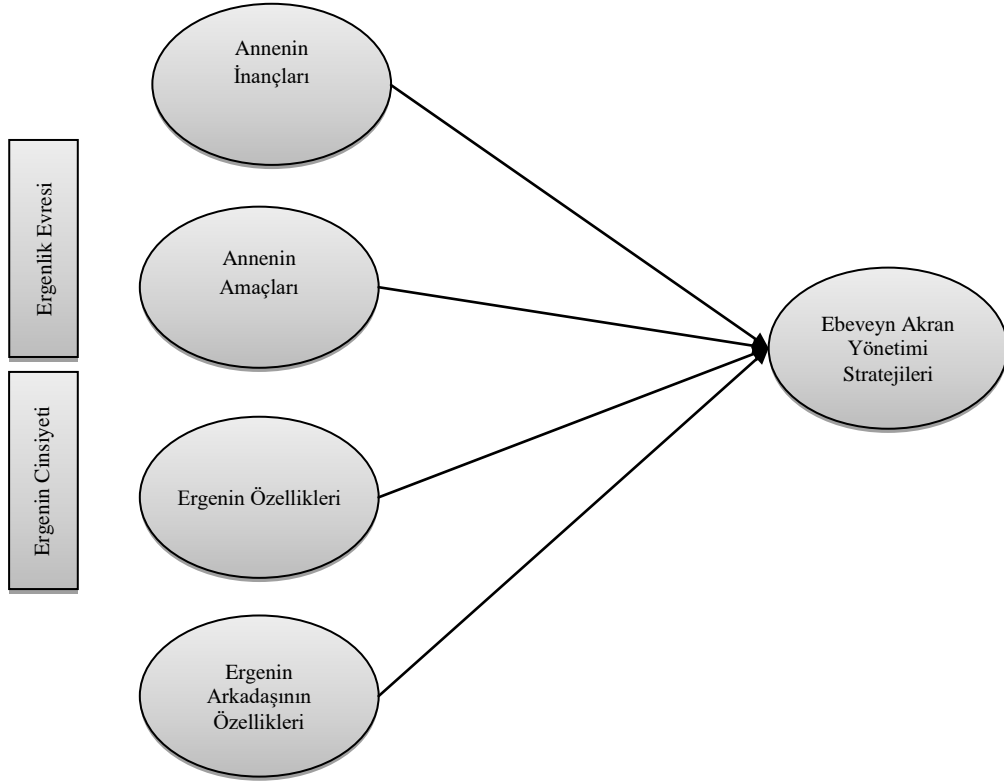 Annenin
İnançları
Ergenlik Evresi
Annenin
Amaçları
Ebeveyn Akran
Yönetimi
Stratejileri
Ergenin Cinsiyeti
Ergenin Özellikleri
Ergenin
Arkadaşının
Özellikleri